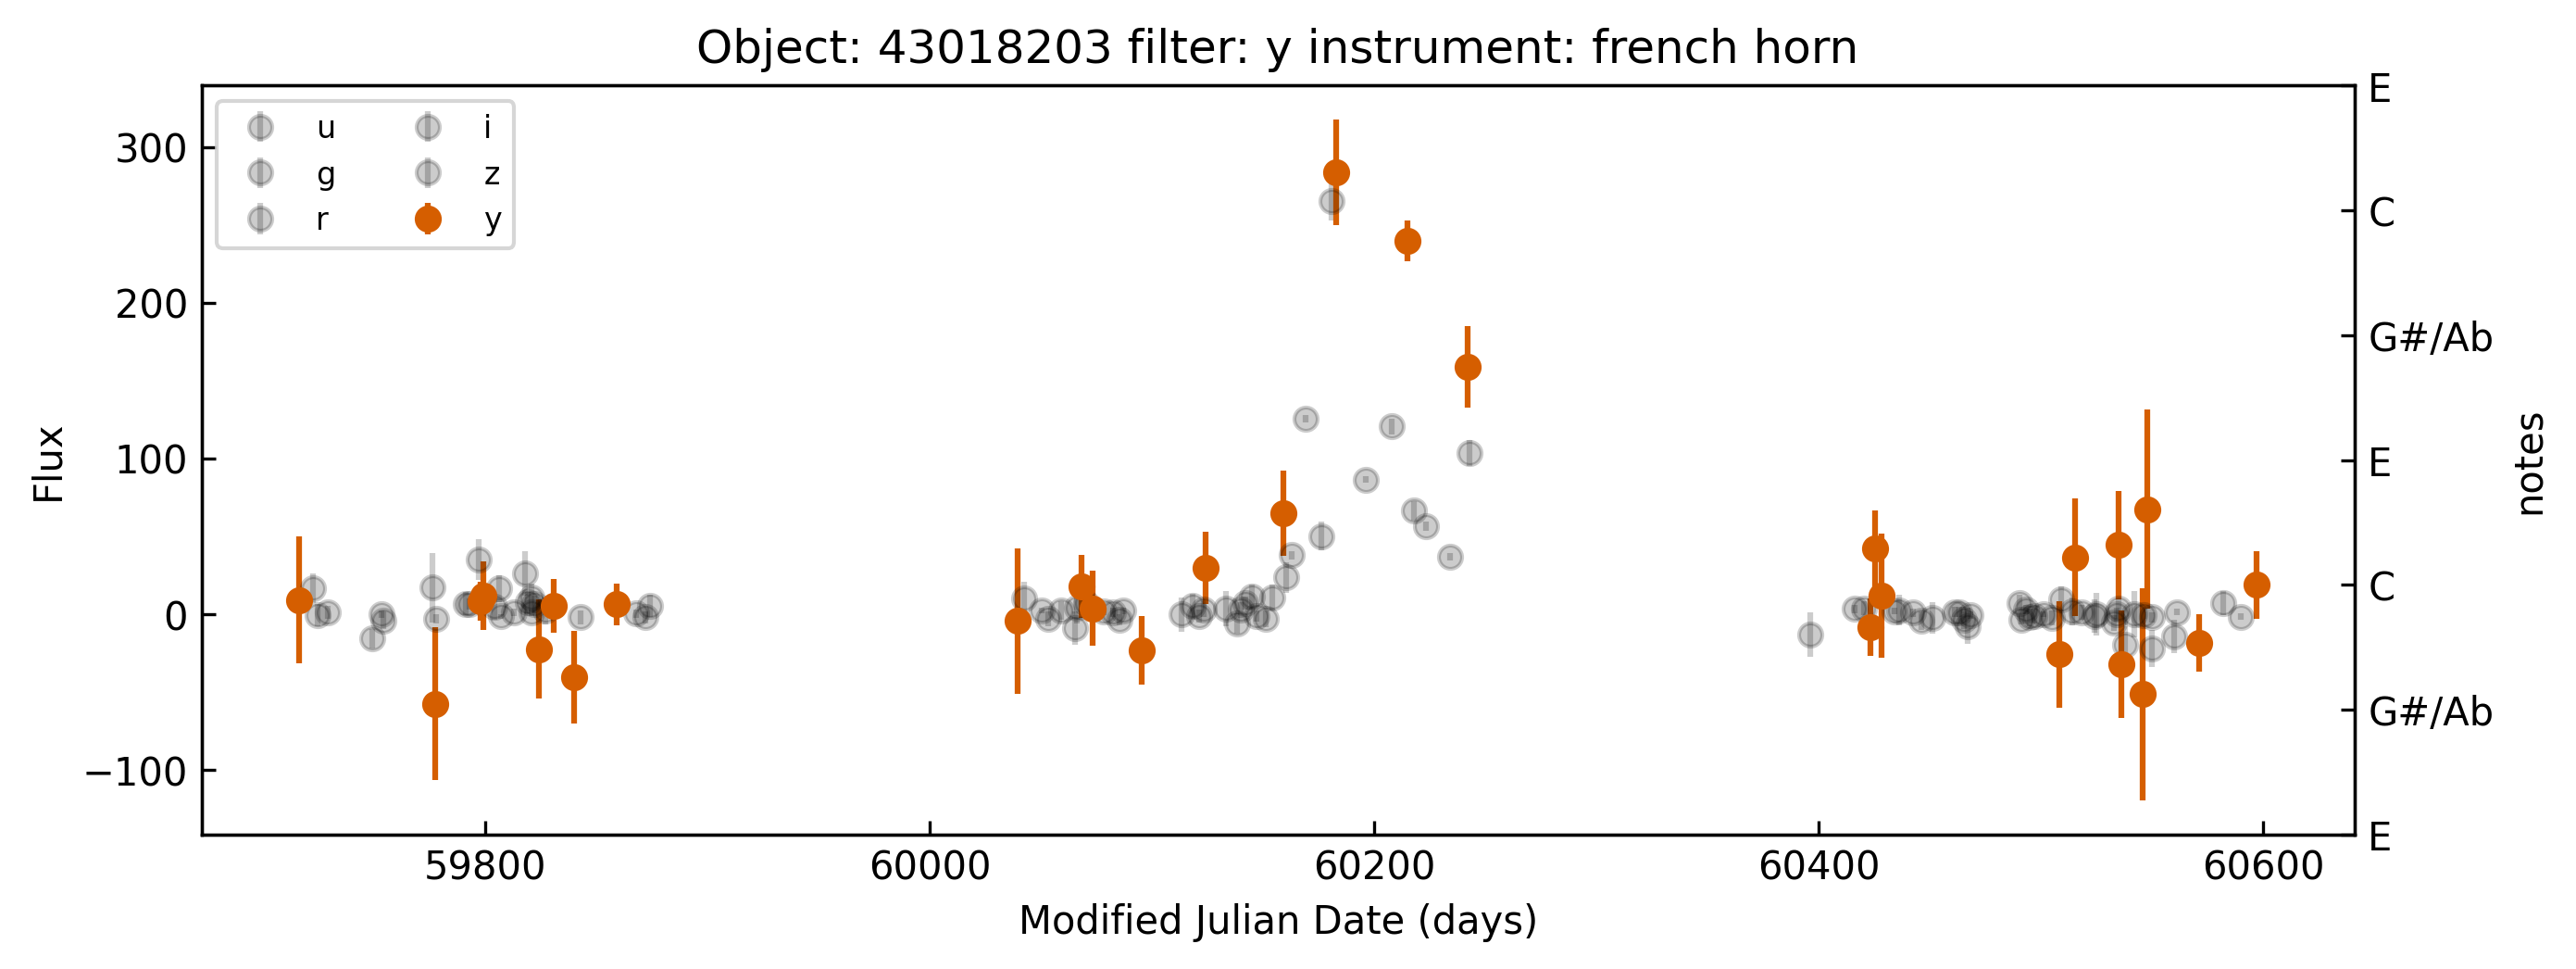 Object: 43018203 filter: y instrument: french horn
u
g
r
i
z
y
Flux
300
200
100
0
−100
59800
60000
60200
60400
60600
Modified Julian Date (days)
E
C
G#/Ab
E
C
G#/Ab
E
notes